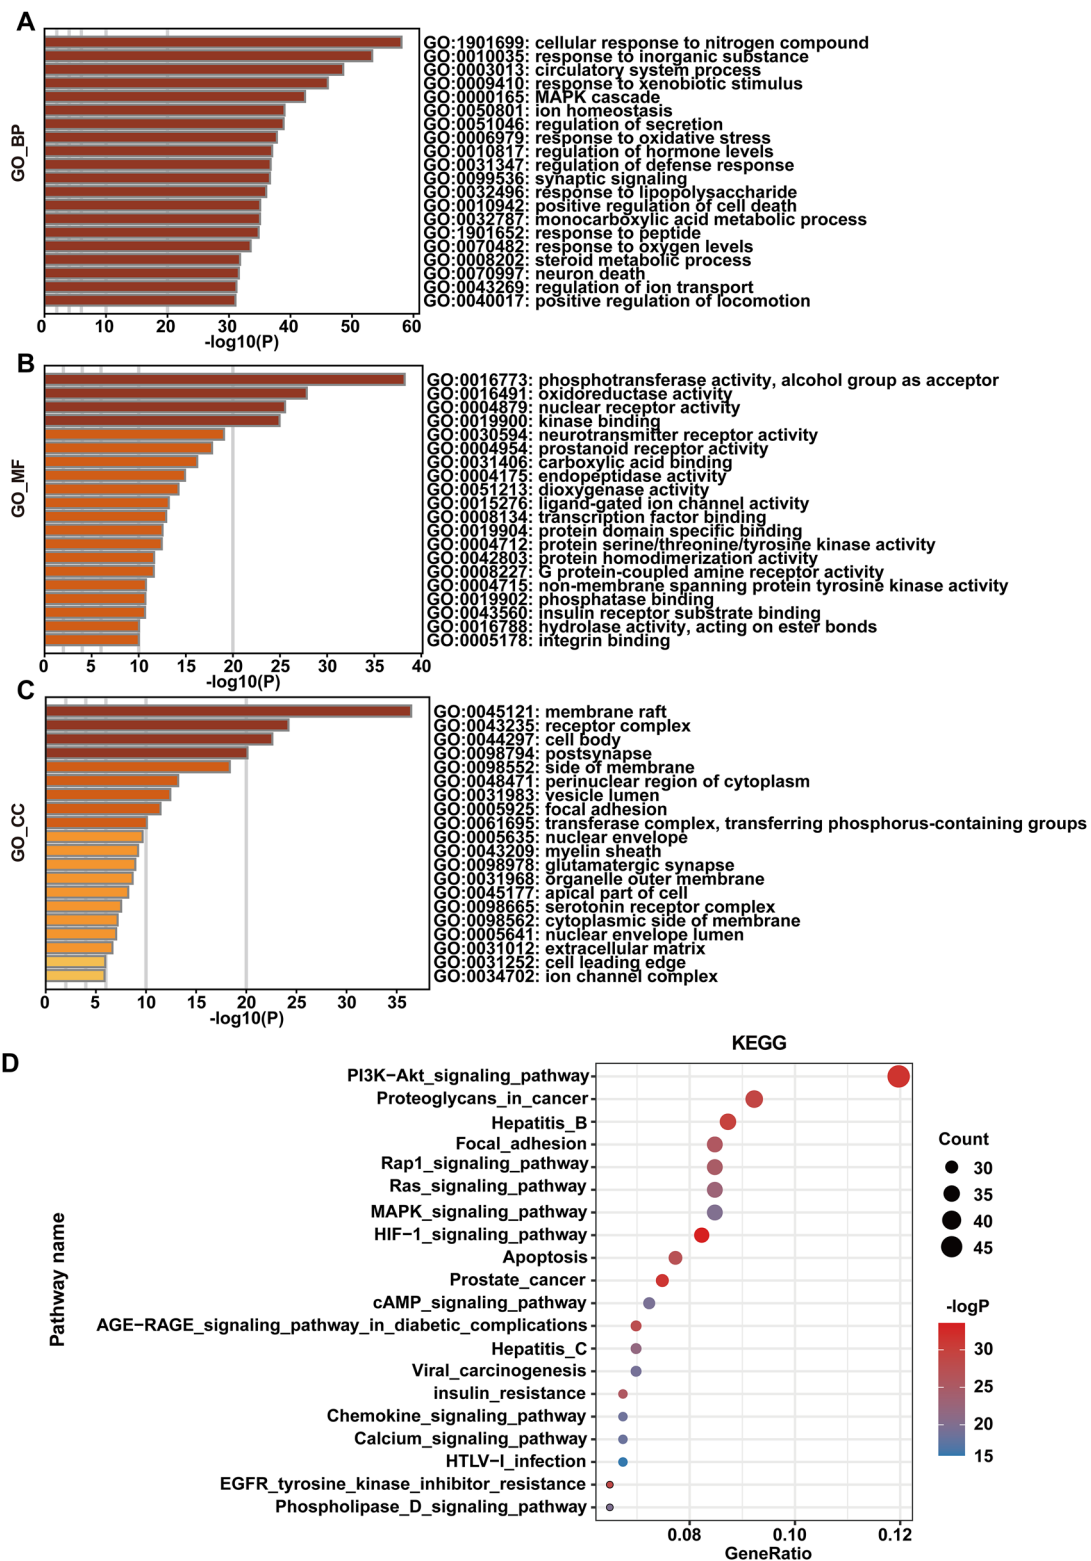 A
GO_BP
GO:1901699: cellular response to nitrogen compound
GO:0010035: response to inorganic substance
GO:0003013: circulatory system process
GO:0009410: response to xenobiotic stimulus
GO:0000165: MAPK cascade
GO:0050801: ion homeostasis
GO:0051046: regulation of secretion
GO:0006979: response to oxidative stress
GO:0010817: regulation of hormone levels
GO:0031347: regulation of defense response
GO:0099536: synaptic signaling
GO:0032496: response to lipopolysaccharide
GO:0010942: positive regulation of cell death
GO:0032787: monocarboxylic acid metabolic process
GO:1901652: response to peptide
GO:0070482: response to oxygen levels
GO:0008202: steroid metabolic process
GO:0070997: neuron death
GO:0043269: regulation of ion transport
GO:0040017: positive regulation of locomotion
0 10 20 30 40 50 60
-log10(P)
B
GO_MF
GO:0016773: phosphotransferase activity, alcohol group as acceptor
GO:0016491: oxidoreductase activity
GO:0004879: nuclear receptor activity
GO:0019900: kinase binding
GO:0030594: neurotransmitter receptor activity
GO:0004954: prostanoid receptor activity
GO:0031406: carboxylic acid binding
GO:0004175: endopeptidase activity
GO:0051213: dioxygenase activity
GO:0015276: ligand-gated ion channel activity
GO:0008134: transcription factor binding
GO:0019904: protein domain specific binding
GO:0004712: protein serine/threonine/tyrosine kinase activity
GO:0042803: protein homodimerization activity
GO:0008227: G protein-coupled amine receptor activity
GO:0004715: non-membrane spanning protein tyrosine kinase activity
GO:0019902: phosphatase binding
GO:0043560: insulin receptor substrate binding
GO:0016788: hydrolase activity, acting on ester bonds
GO:0005178: integrin binding
0 5 10 15 20 25 30 35 40
-log10(P)
C
GO_CC
GO:0045121: membrane raft
GO:0043235: receptor complex
GO:0044297: cell body
GO:0098794: postsynapse
GO:0098552: side of membrane
GO:0048471: perinuclear region of cytoplasm
GO:0031983: vesicle lumen
GO:0005925: focal adhesion
GO:0061695: transferase complex, transferring phosphorus-containing groups
GO:0005635: nuclear envelope
GO:0043209: myelin sheath
GO:0098978: glutamatergic synapse
GO:0031968: organelle outer membrane
GO:0045177: apical part of cell
GO:0098665: serotonin receptor complex
GO:0098562: cytoplasmic side of membrane
GO:0005641: nuclear envelope lumen
GO:0031012: extracellular matrix
GO:0031252: cell leading edge
GO:0034702: ion channel complex
0 5 10 15 20 25 30 35
-log10(P)
D
KEGG
Pathway name
PI3K−Akt_signaling_pathway
Proteoglycans_in_cancer
Hepatitis_B
Focal_adhesion
Rap1_signaling_pathway
Ras_signaling_pathway
MAPK_signaling_pathway
HIF−1_signaling_pathway
Apoptosis
Prostate_cancer
cAMP_signaling_pathway
AGE−RAGE_signaling_pathway_in_diabetic_complications
Hepatitis_C
Viral_carcinogenesis
insulin_resistance
Chemokine_signaling_pathway
Calcium_signaling_pathway
HTLV−I_infection
EGFR_tyrosine_kinase_inhibitor_resistance
Phospholipase_D_signaling_pathway
0.08 0.10 0.12
GeneRatio
Count
30
35
40
45
-logP
30
25
20
15